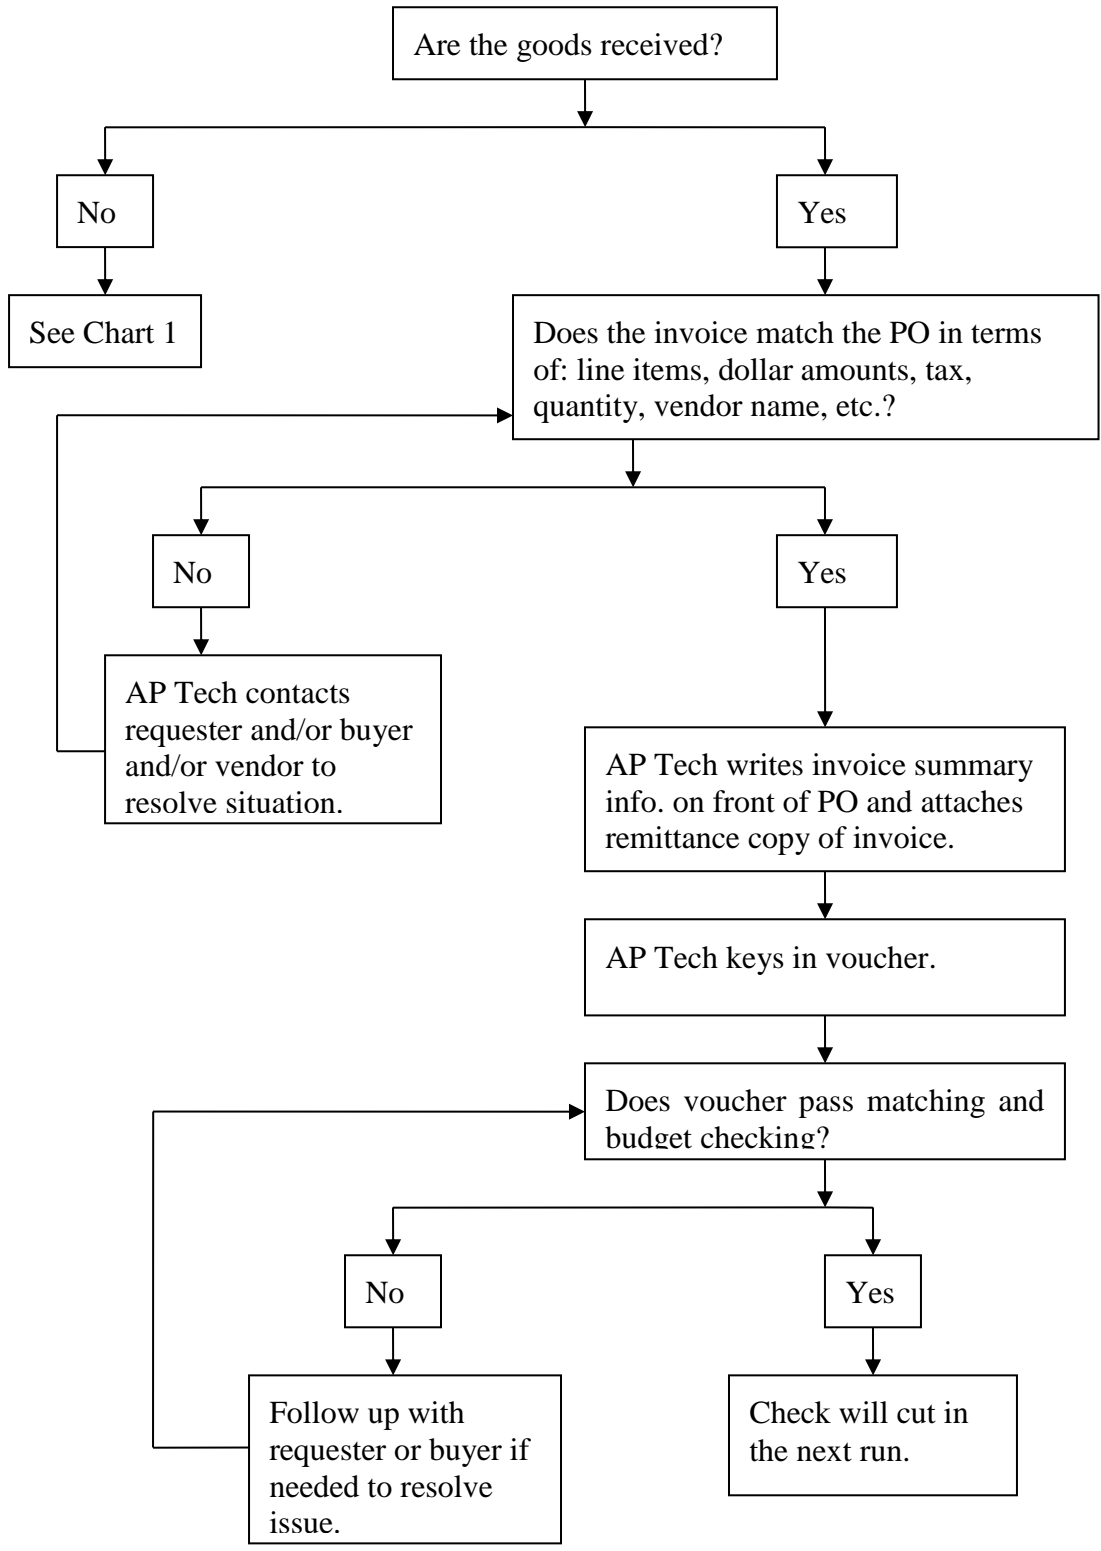 Are the goods received?
No
Yes
See Chart 1
Does the invoice match the PO in terms
of: line items, dollar amounts, tax,
quantity, vendor name, etc.?
No
Yes
AP Tech contacts
requester and/or buyer
and/or vendor to
resolve situation.
AP Tech writes invoice summary
info. on front of PO and attaches
remittance copy of invoice.
AP Tech keys in voucher.
Does voucher pass matching and
budget checking?
No
Yes
Follow up with
requester or buyer if
needed to resolve
issue.
Check will cut in
the next run.